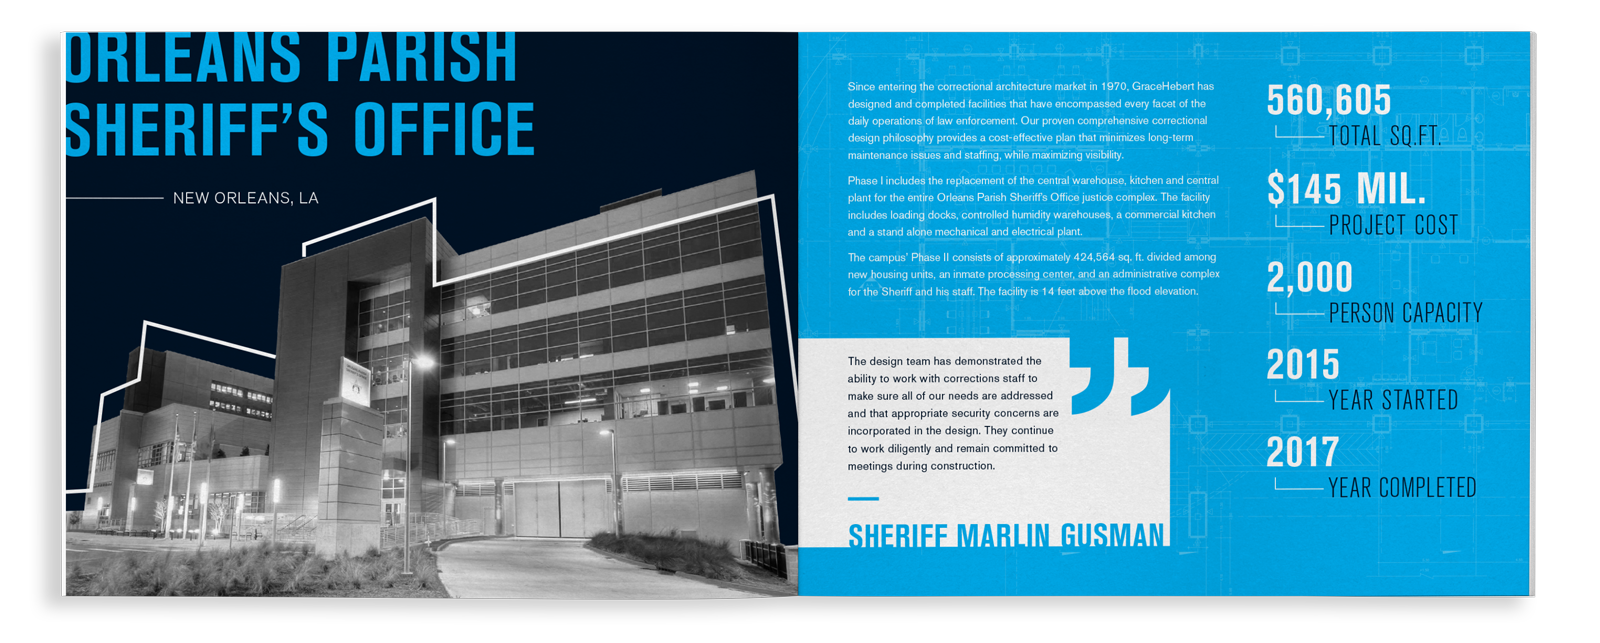 ORLEANS PARISH
SHERIFF'S OFFICE
NEW ORLEANS, LA
Since entering the correctional architecture market in 1970, GraceHebert has
designed and completed facilities that have encompassed every facet of the
daily operations of law enforcement. Our proven comprehensive correctional
design philosophy provides a cost-effective plan that minimizes long-term
maintenance issues and staffing, while maximizing visibility.
Phase I includes the replacement of the central warehouse, kitchen and central
plant for the entire Orleans Parish Sheriff's Office justice complex. The facility
includes loading docks, controlled humidity warehouses, a commercial kitchen
and a stand alone mechanical and electrical plant.
The campus' Phase II consists of approximately 424,564 sq. ft. divided among
new housing units, an inmate processing center, and an administrative complex
for the Sheriff and his staff. The facility is 14 feet above the flood elevation.
The design team has demonstrated the
ability to work with corrections staff to
make sure all of our needs are addressed
and that appropriate security concerns are
incorporated in the design. They continue
to work diligently and remain committed to
meetings during construction.
SHERIFF MARLIN GUSMAN
560,605
TOTAL SQ.FT.
$145 MIL.
PROJECT COST
2,000
PERSON CAPACITY
2015
YEAR STARTED
2017
YEAR COMPLETED